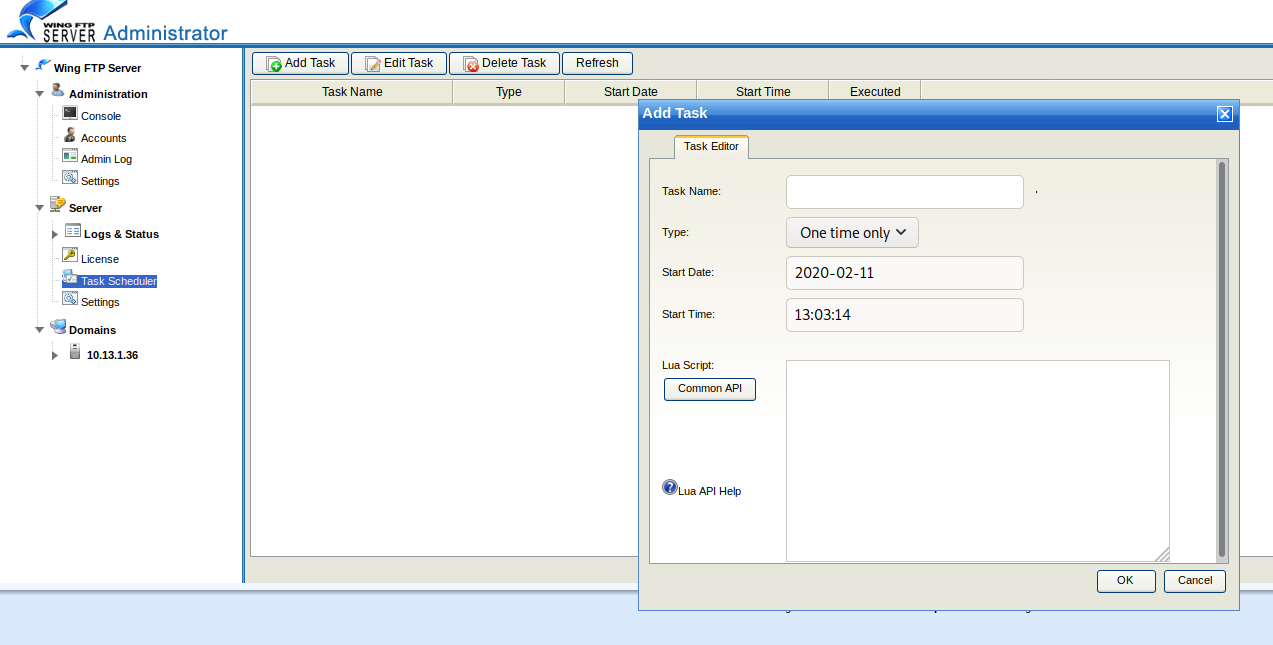 WING FTP
SERVER Administrator
Wing FTP Server
Administration
Console
Accounts
Admin Log
Settings
Server
Logs & Status
License
Task Scheduler
Settings
Domains
10.13.1.36
Add Task Edit Task Delete Task Refresh
Task Name Type Start Date Start Time Executed
Add Task
Task Editor
Task Name:
Type: One time only
Start Date: 2020-02-11
Start Time: 13:03:14
Lua Script:
Common API
Lua API Help
OK Cancel